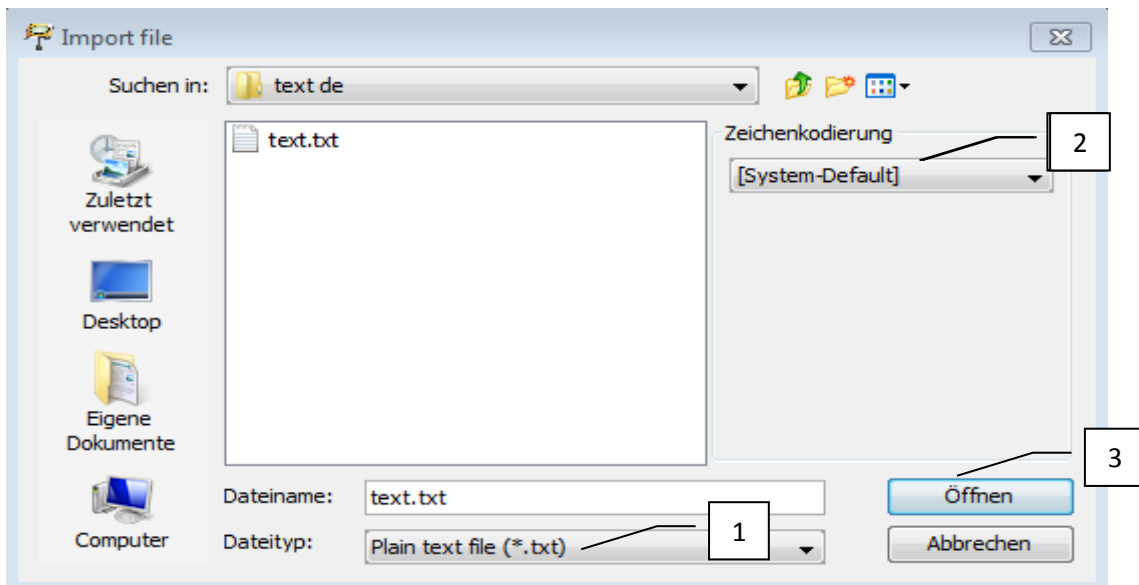 Import file
Suchen in:
text de
text.txt
Zeichenkodierung
2
[System-Default]
Zuletzt
verwendet
Desktop
Eigene
Dokumente
Computer
3
Dateiname:
text.txt
Öffnen
Dateityp:
Plain text file (*.txt)
1
Abbrechen